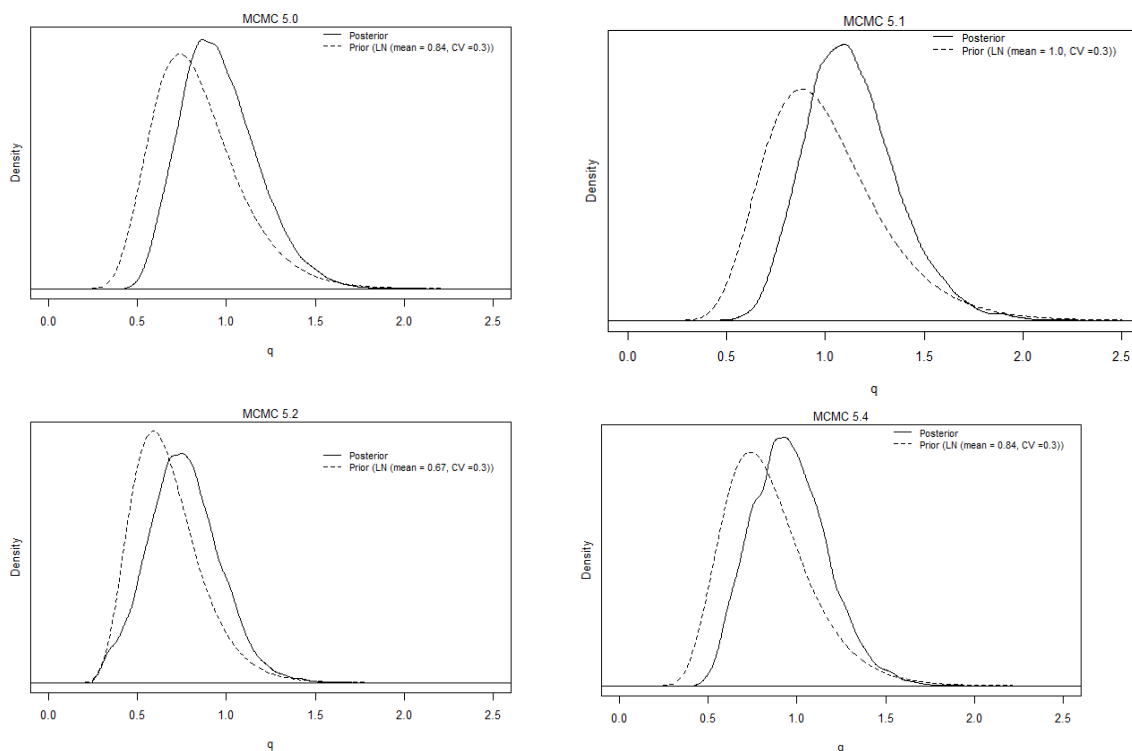 MCMC 5.0
Posterior
Prior (LN (mean = 0.84, CV =0.3))
Density
0.0 0.5 1.0 1.5 2.0 2.5
q
MCMC 5.1
Posterior
Prior (LN (mean = 1.0, CV =0.3))
Density
0.0 0.5 1.0 1.5 2.0 2.5
q
MCMC 5.2
Posterior
Prior (LN (mean = 0.67, CV =0.3))
Density
0.0 0.5 1.0 1.5 2.0 2.5
q
MCMC 5.4
Posterior
Prior (LN (mean = 0.84, CV =0.3))
Density
0.0 0.5 1.0 1.5 2.0 2.5
q